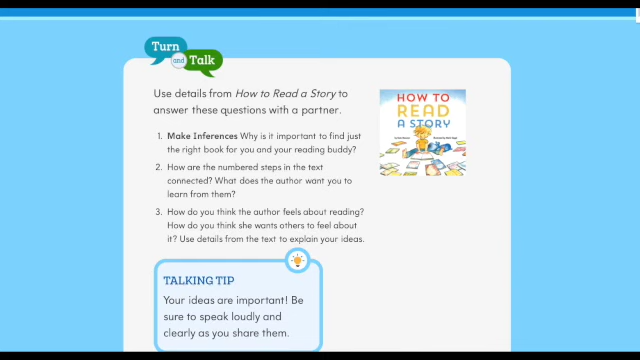 Turn
and
Talk
Use details from How to Read a Story to
answer these questions with a partner.
1. Make Inferences Why is it important to find just
the right book for you and your reading buddy?
2. How are the numbered steps in the text
connected? What does the author want you to
learn from them?
3. How do you think the author feels about reading?
How do you think she wants others to feel about
it? Use details from the text to explain your ideas.
HOW TO
READ
A STORY
TALKING TIP
Your ideas are important! Be
sure to speak loudly and
clearly as you share them.